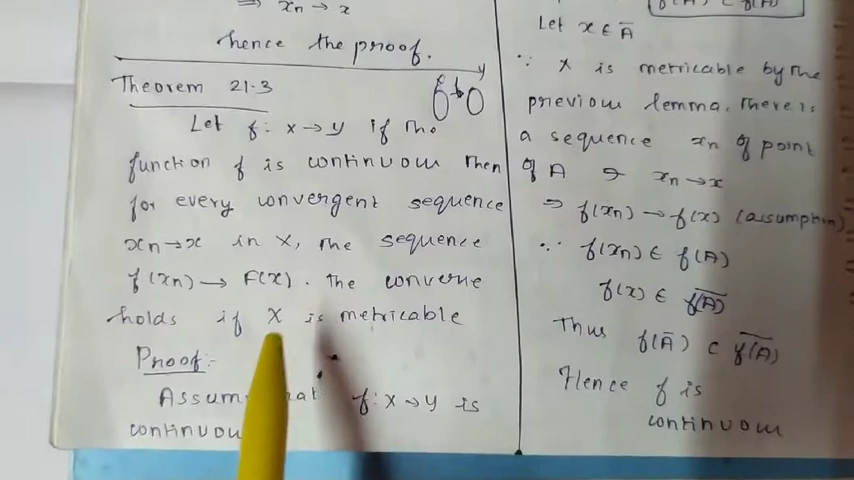 ⇒ xn → x
hence the proof.
Theorem 21.3
Let f: X → y if the
function f is continuous then
for every convergent sequence
xn → x in X, the sequence
f(xn) → F(x). The converse
holds if X is metricable
Proof:-
Assum hat f: X → y is
continuou
Let x ∈ A̅
∵ X is metricable by the
previous lemma. There is
a sequence xn of point
of A ∋ xn → x
⇒ f(xn) → f(x) (assumption)
∵ f(xn) ∈ f(A)
f(x) ∈ \overline{f(A)}
Thus f(A̅) ⊂ \overline{f(A)}
Hence f is
continuous